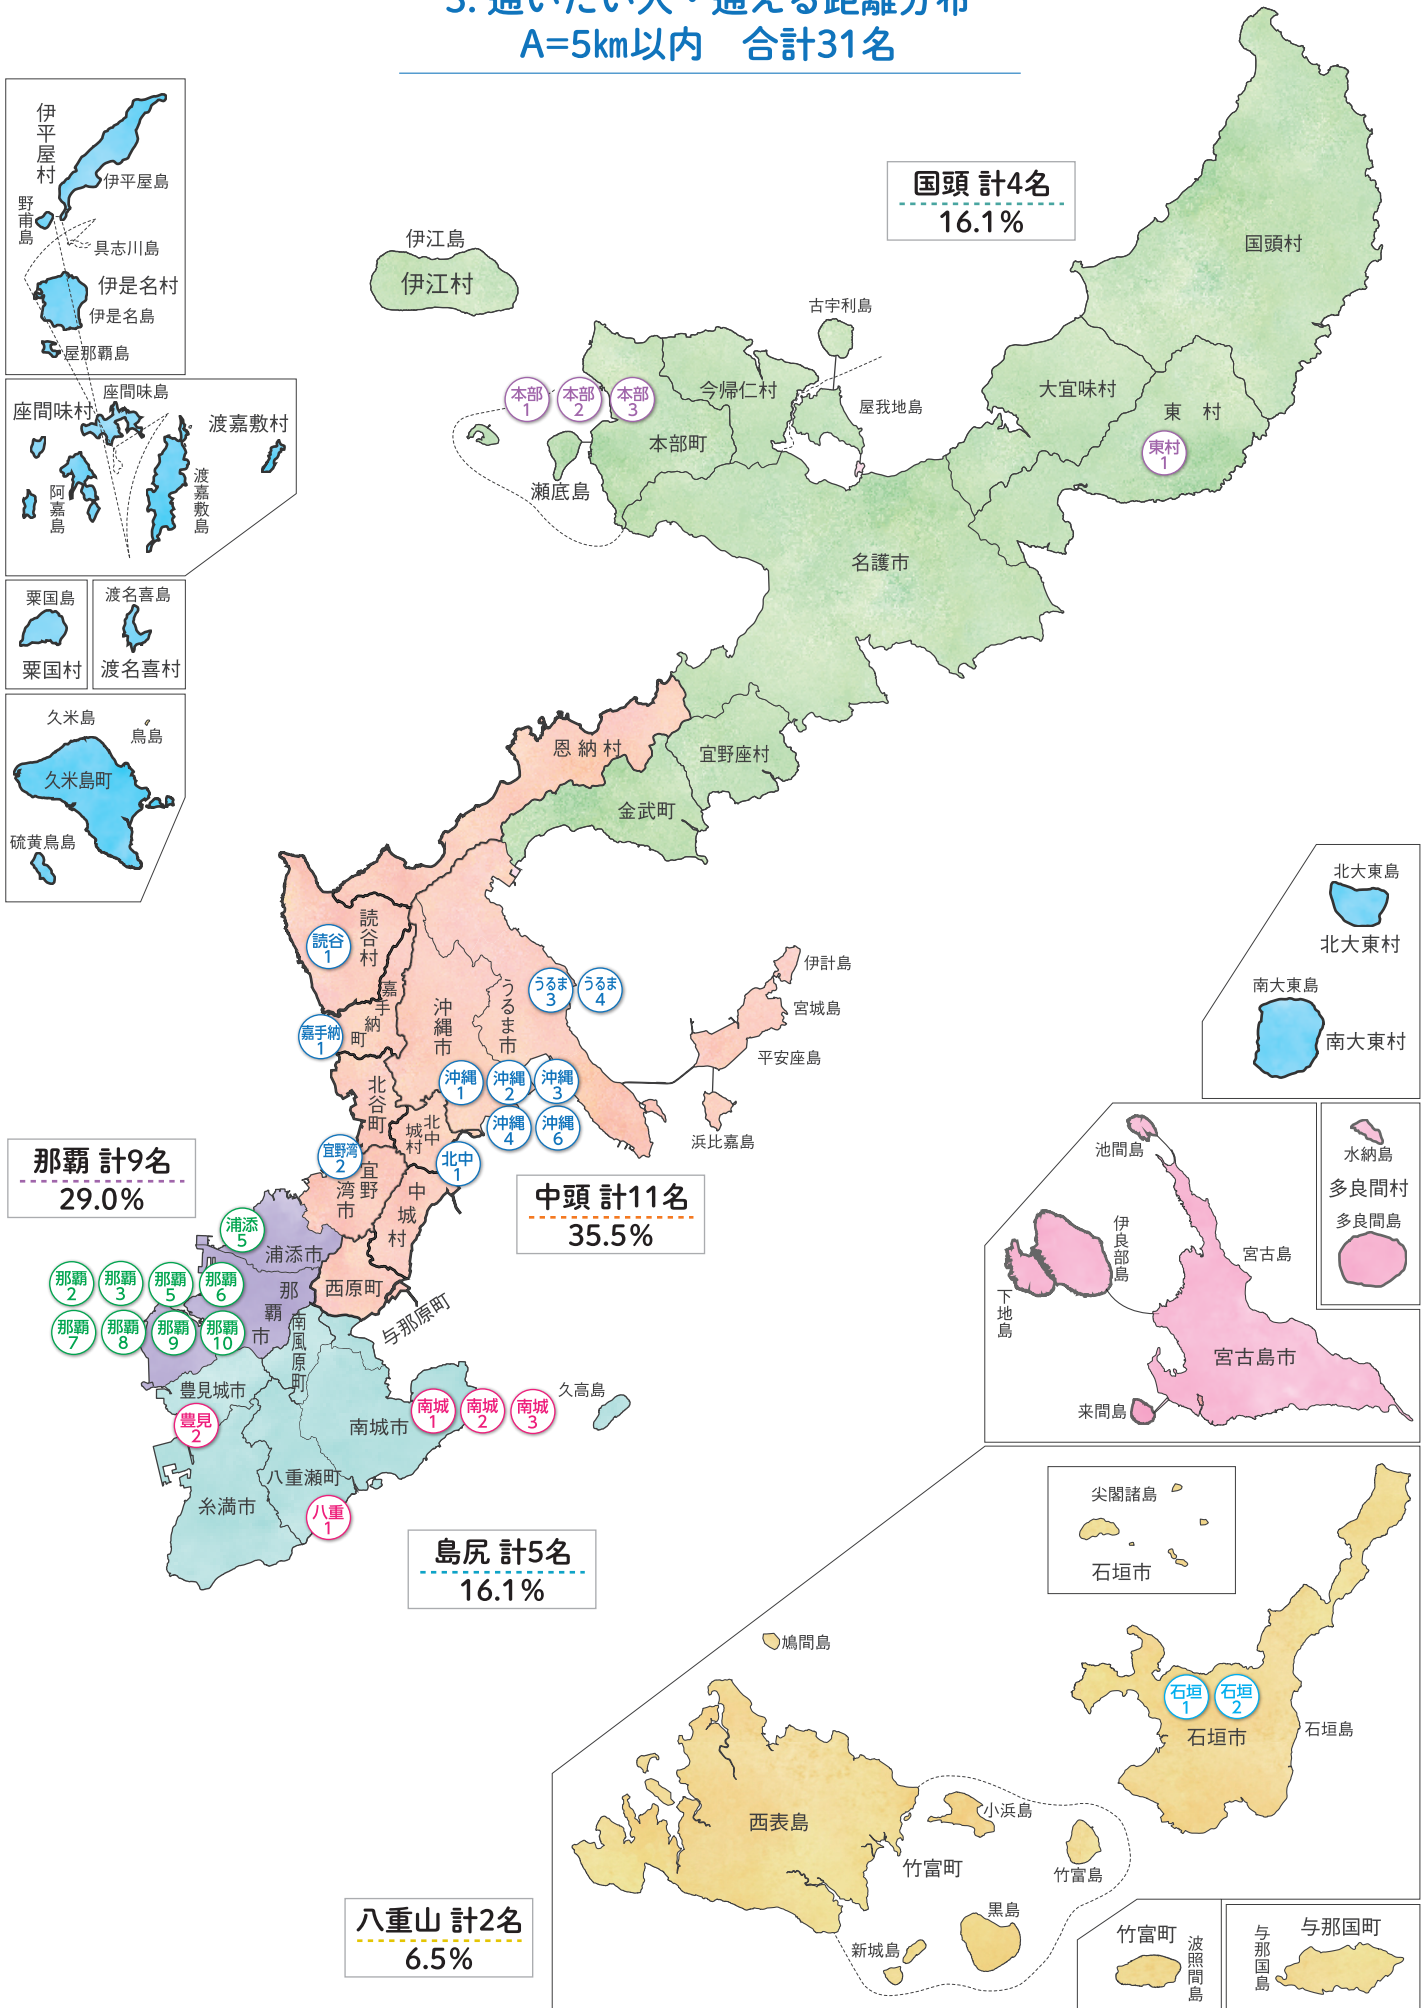 3. 通いたい人・通える距離分布
A=5㎞以内　合計31名
伊平屋村
伊平屋島
野甫島
具志川島
伊是名村
伊是名島
屋那覇島
座間味島
座間味村
渡嘉敷村
阿嘉島
渡嘉敷島
粟国島
粟国村
渡名喜島
渡名喜村
久米島
鳥島
久米島町
硫黄鳥島
国頭 計4名
16.1%
伊江島
伊江村
国頭村
古宇利島
今帰仁村
屋我地島
大宜味村
東 村
東村
1
本部
1
本部
2
本部
3
本部町
瀬底島
名護市
恩納村
宜野座村
金武町
読谷村
読谷
1
嘉手納町
嘉手納
1
沖縄市
うるま市
うるま
3
うるま
4
伊計島
宮城島
平安座島
浜比嘉島
沖縄
1
沖縄
2
沖縄
3
沖縄
4
沖縄
6
北谷町
北中城村
北中
1
宜野湾
2
宜野湾市
中城村
中頭 計11名
35.5%
那覇 計9名
29.0%
浦添
5
浦添市
那覇
2
那覇
3
那覇
5
那覇
6
那覇
7
那覇
8
那覇
9
那覇
10
那覇市
西原町
与那原町
南風原町
豊見城市
豊見
2
南城市
南城
1
南城
2
南城
3
久高島
八重瀬町
八重
1
糸満市
島尻 計5名
16.1%
北大東島
北大東村
南大東島
南大東村
池間島
水納島
多良間村
多良間島
伊良部島
下地島
宮古島
宮古島市
来間島
尖閣諸島
石垣市
鳩間島
石垣
1
石垣
2
石垣市
石垣島
西表島
小浜島
竹富町
竹富島
黒島
新城島
八重山 計2名
6.5%
竹富町
波照間島
与那国町
与那国島